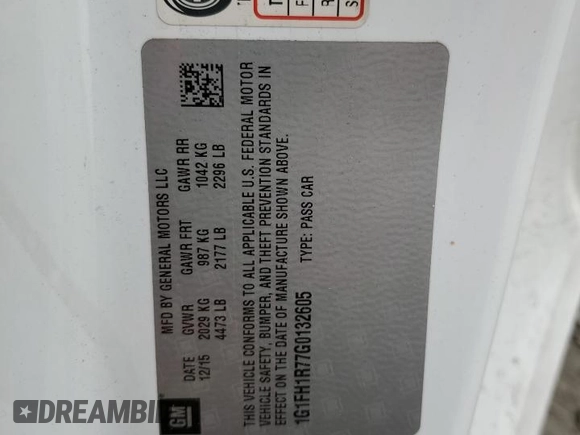 MFD BY GENERAL MOTORS LLC
DATE GVWR GAWR FRT GAWR RR
12/15 2029 KG 987 KG 1042 KG
4473 LB 2177 LB 2296 LB
THIS VEHICLE CONFORMS TO ALL APPLICABLE U.S. FEDERAL MOTOR
VEHICLE SAFETY, BUMPER, AND THEFT PREVENTION STANDARDS IN
EFFECT ON THE DATE OF MANUFACTURE SHOWN ABOVE.
1G1FH1R77G0132605 TYPE: PASS CAR
GM
T
F
R
S
DREAMBI